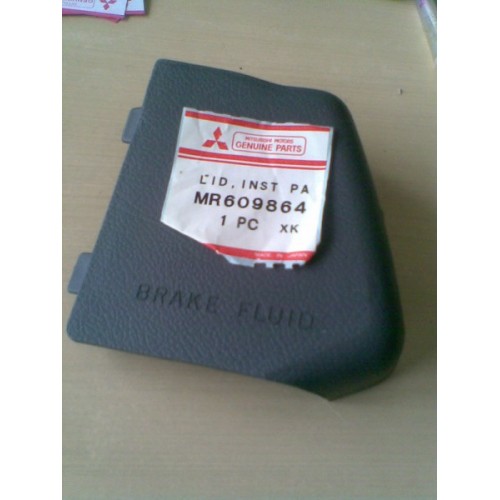 MITSUBISHI MOTORS
GENUINE PARTS
LID, INST PA
MR609864
1 PC XK
MADE IN JAPAN
BRAKE FLUID